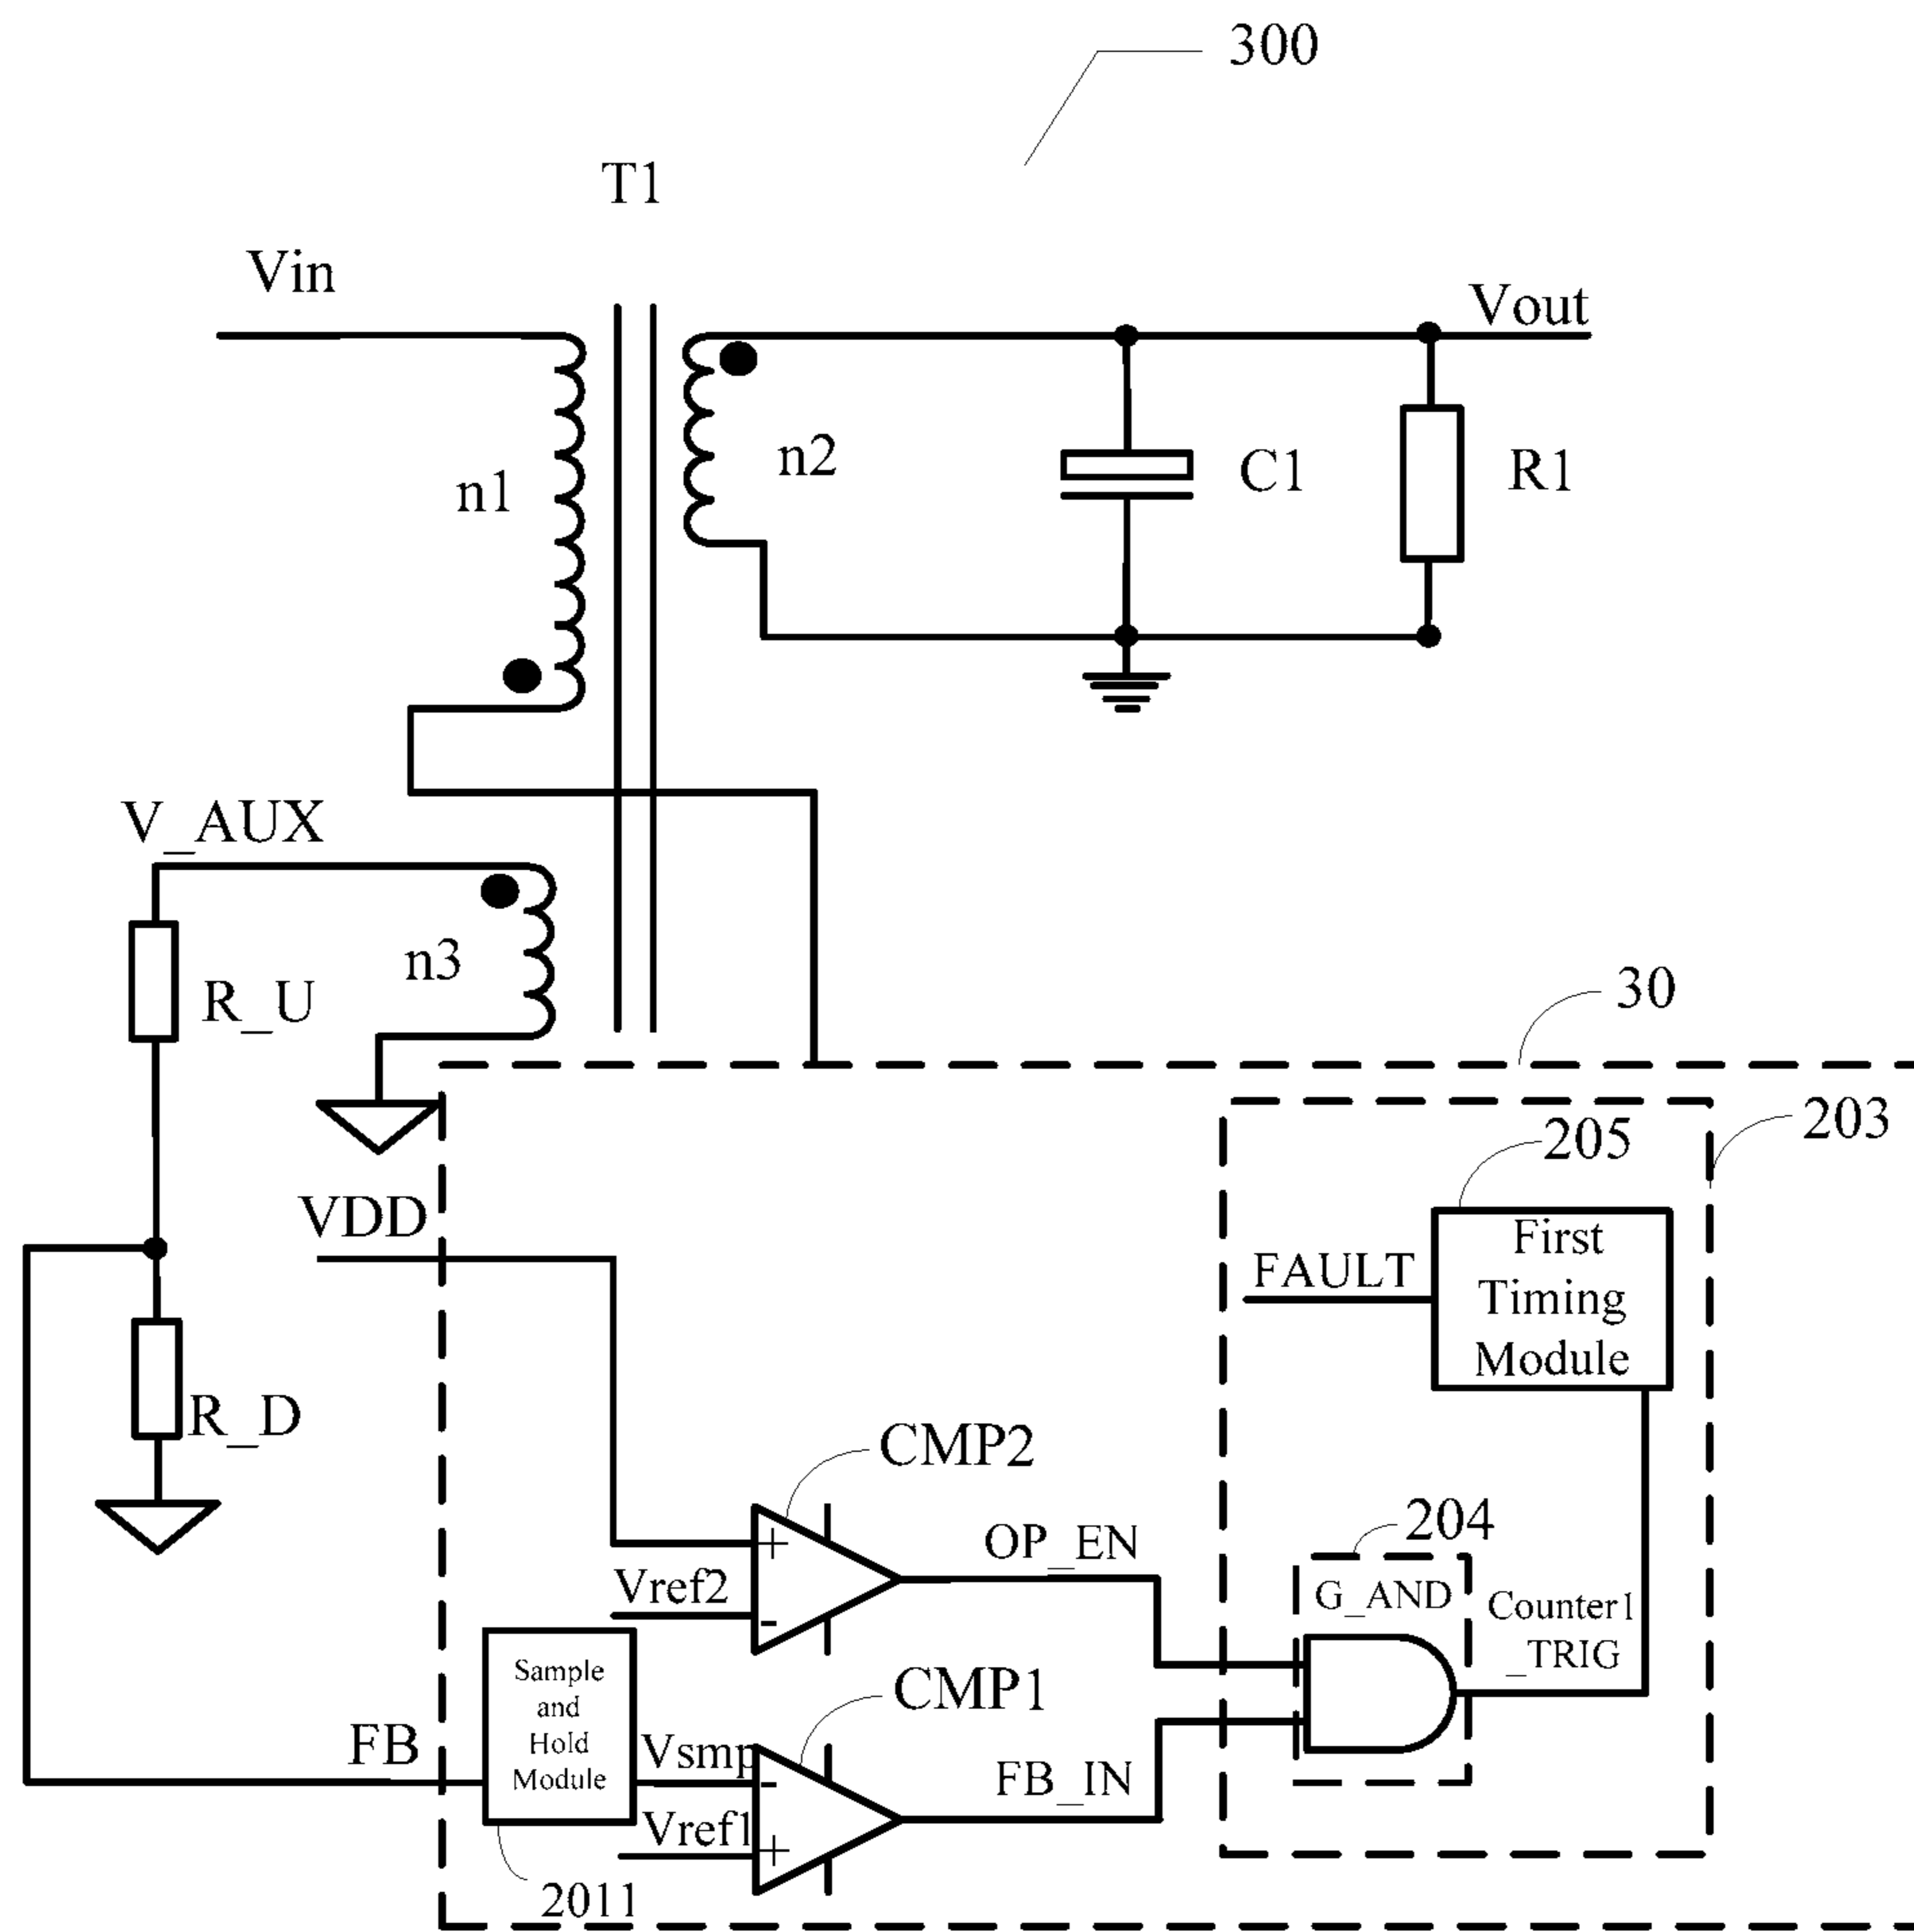 300
T1
Vin
Vout
n1
n2
C1
R1
V_AUX
n3
R_U
30
203
205
VDD
First
Timing
Module
FAULT
R_D
CMP2
204
OP_EN
G_AND
Vref2
Counter1
_TRIG
Sample
and
Hold
Module
CMP1
FB
Vsmp
FB_IN
Vref1
2011